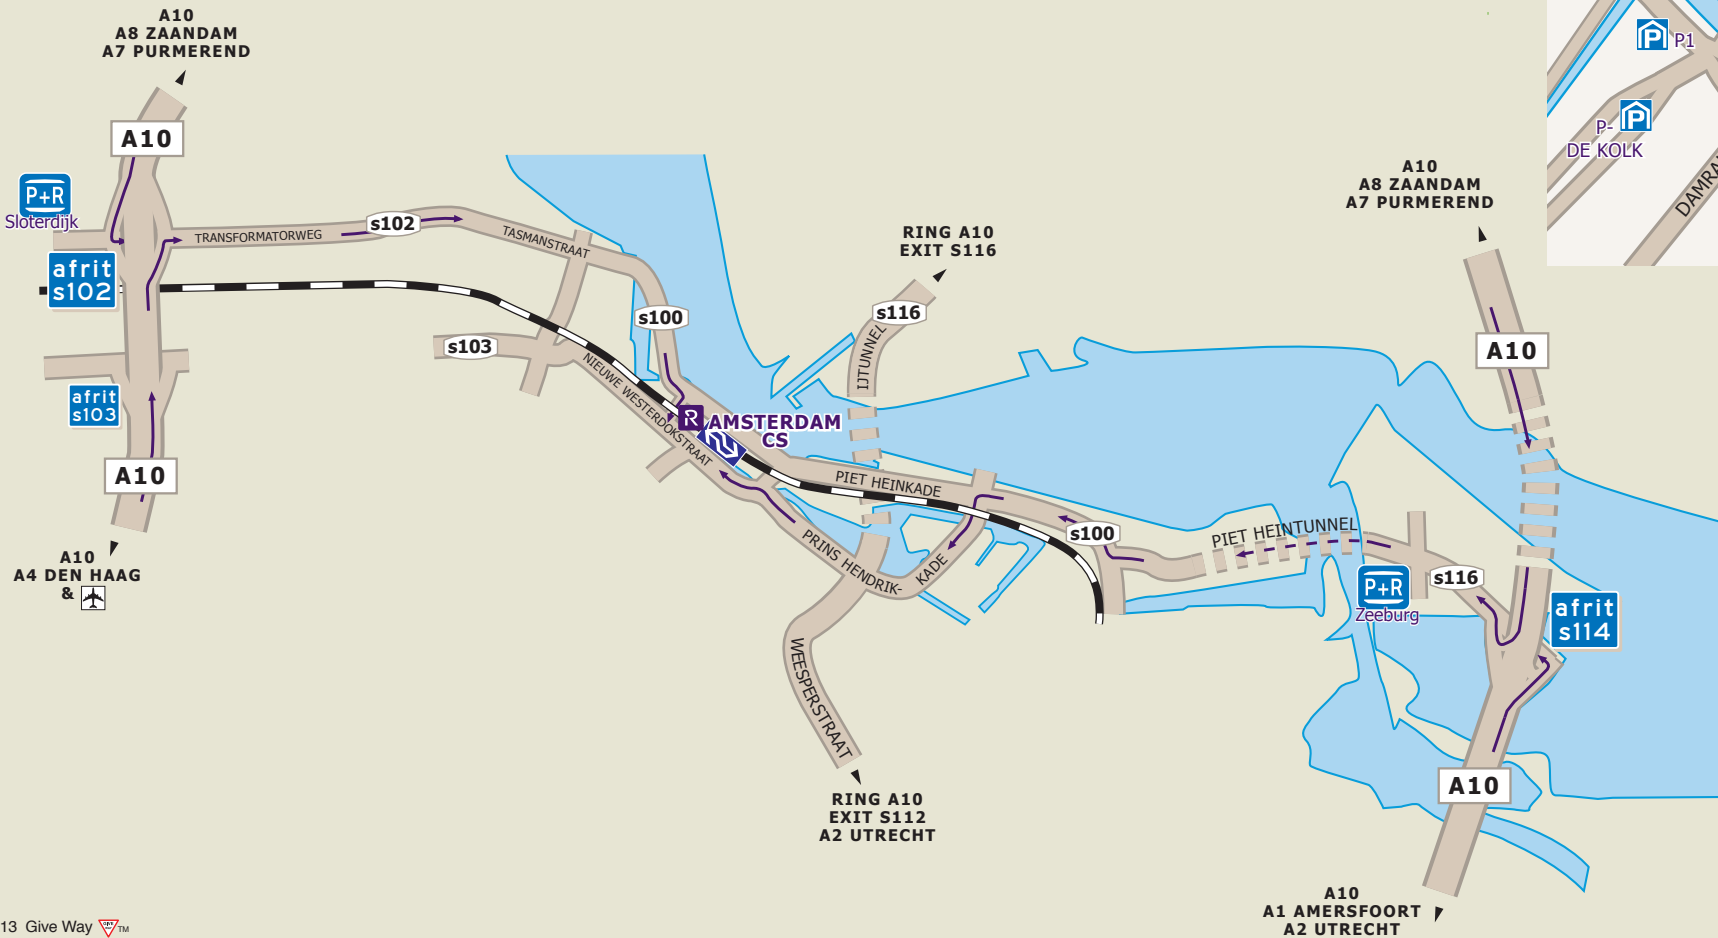 A10
A8 ZAANDAM
A7 PURMEREND
A10
P+R
Sloterdijk
afrit
s102
TRANSFORMATORWEG
s102
TASMANSTRAAT
s100
s103
NIEUWE WESTERDOKSTRAAT
afrit
s103
A10
A10
A4 DEN HAAG
&
R
AMSTERDAM
CS
RING A10
EXIT S116
s116
IJTUNNEL
PIET HEINKADE
PRINS HENDRIK-
KADE
s100
WEESPERSTRAAT
RING A10
EXIT S112
A2 UTRECHT
PIET HEINTUNNEL
P+R
Zeeburg
s116
afrit
s114
A10
A8 ZAANDAM
A7 PURMEREND
A10
A10
A10
A1 AMERSFOORT
A2 UTRECHT
P
P1
P
P-
DE KOLK
DAMRA
13 Give Way
TM